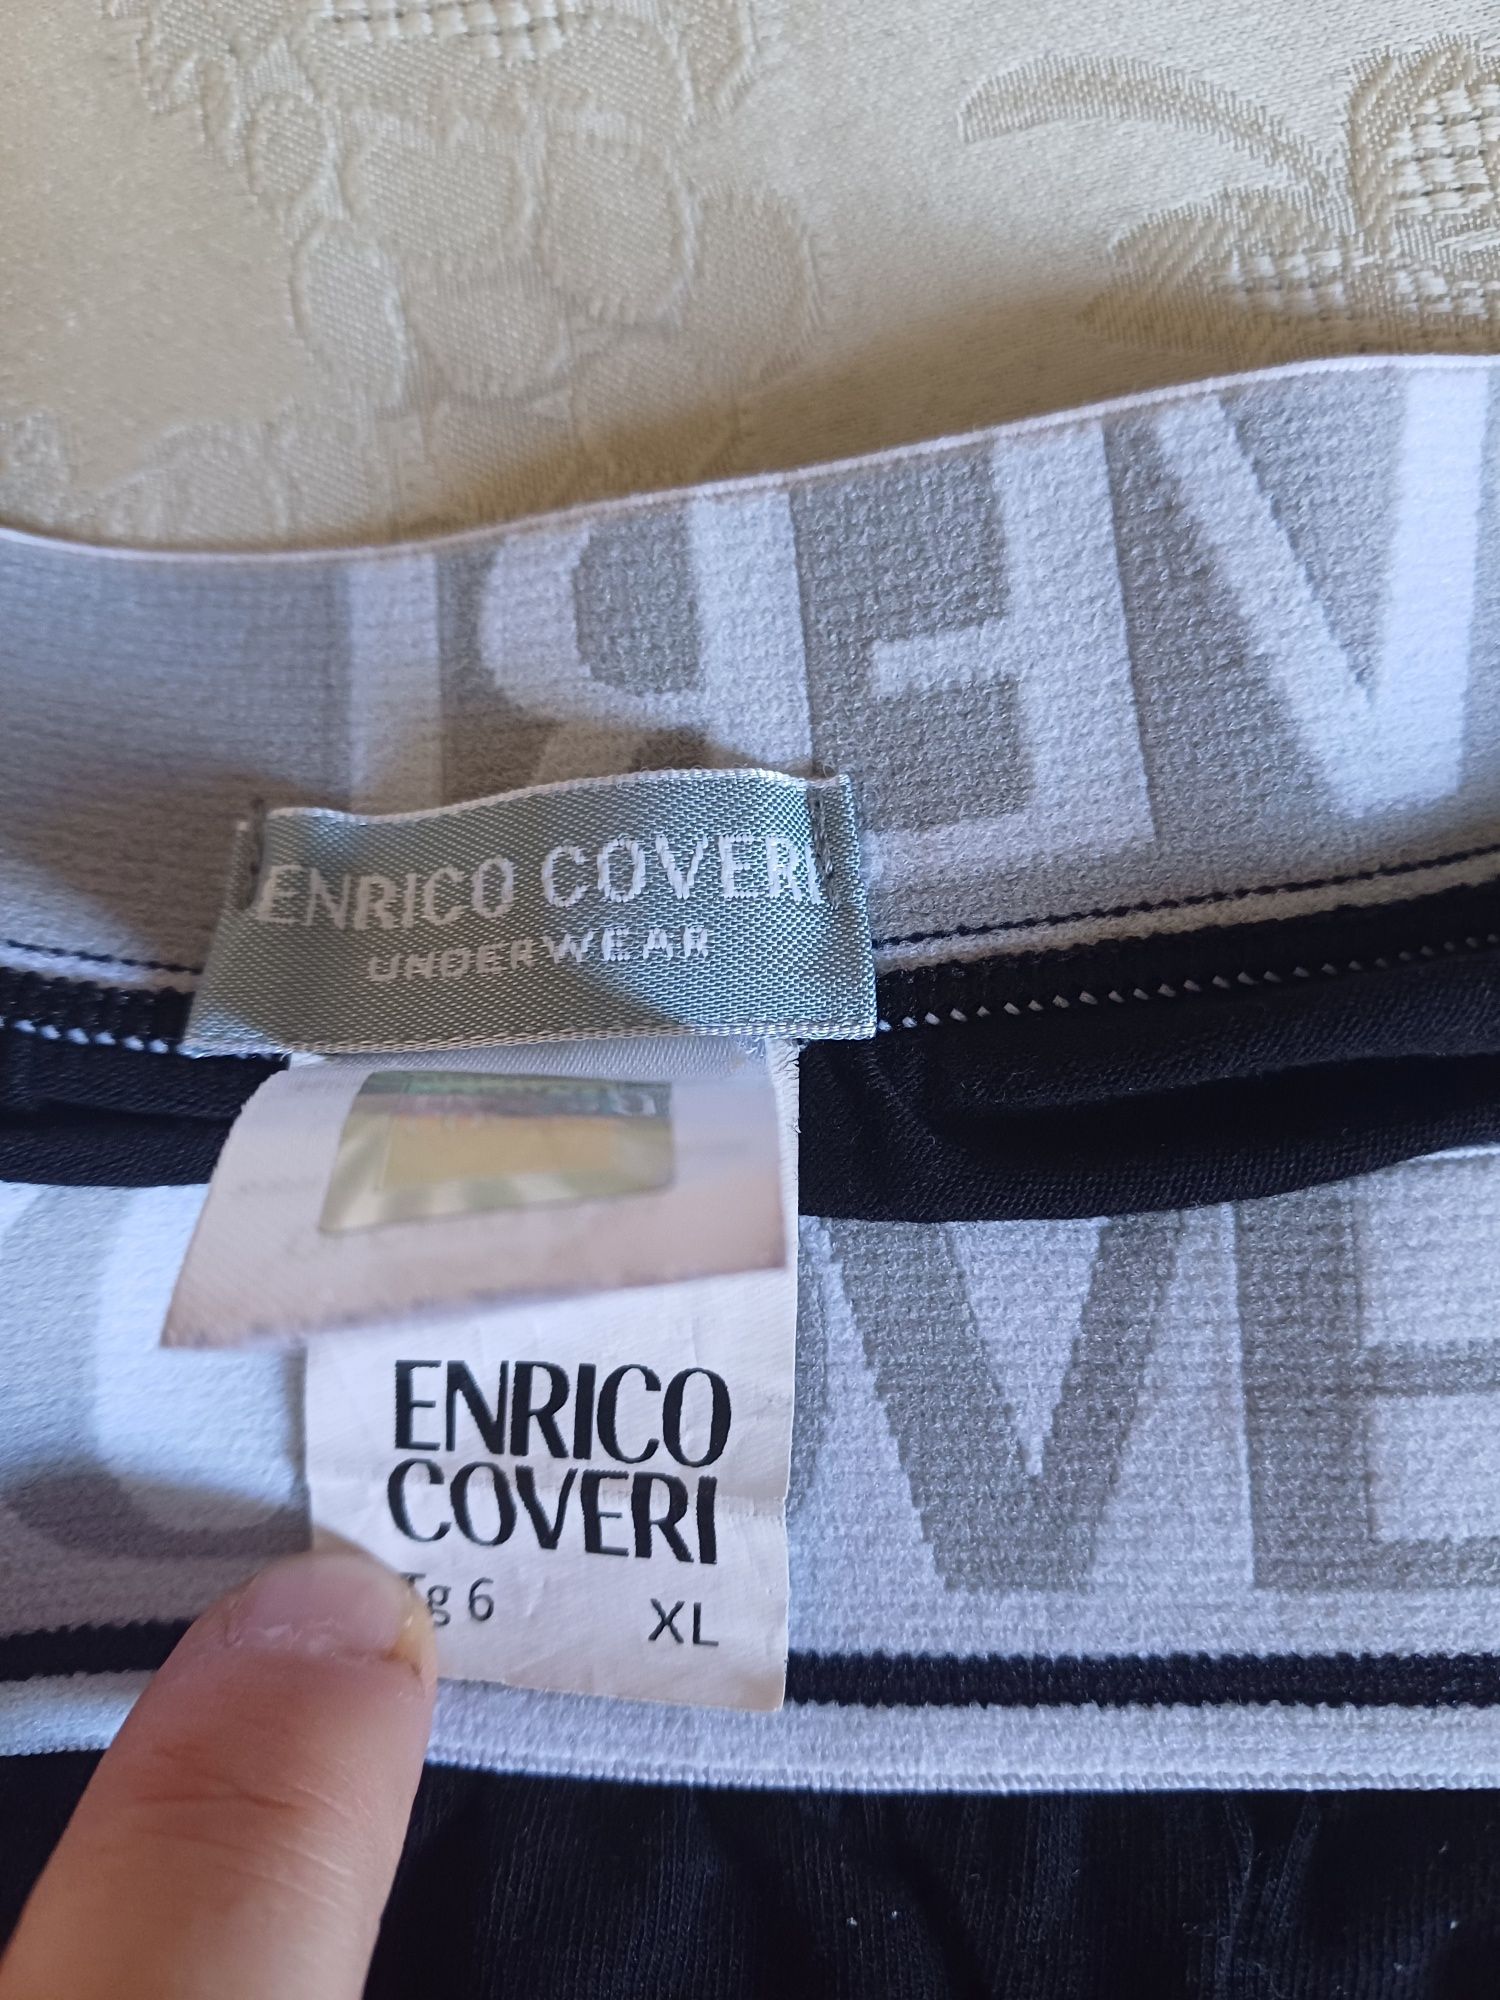 ENRICO COVERI
UNDERWEAR
ENRICO
COVERI
Tg 6 XL